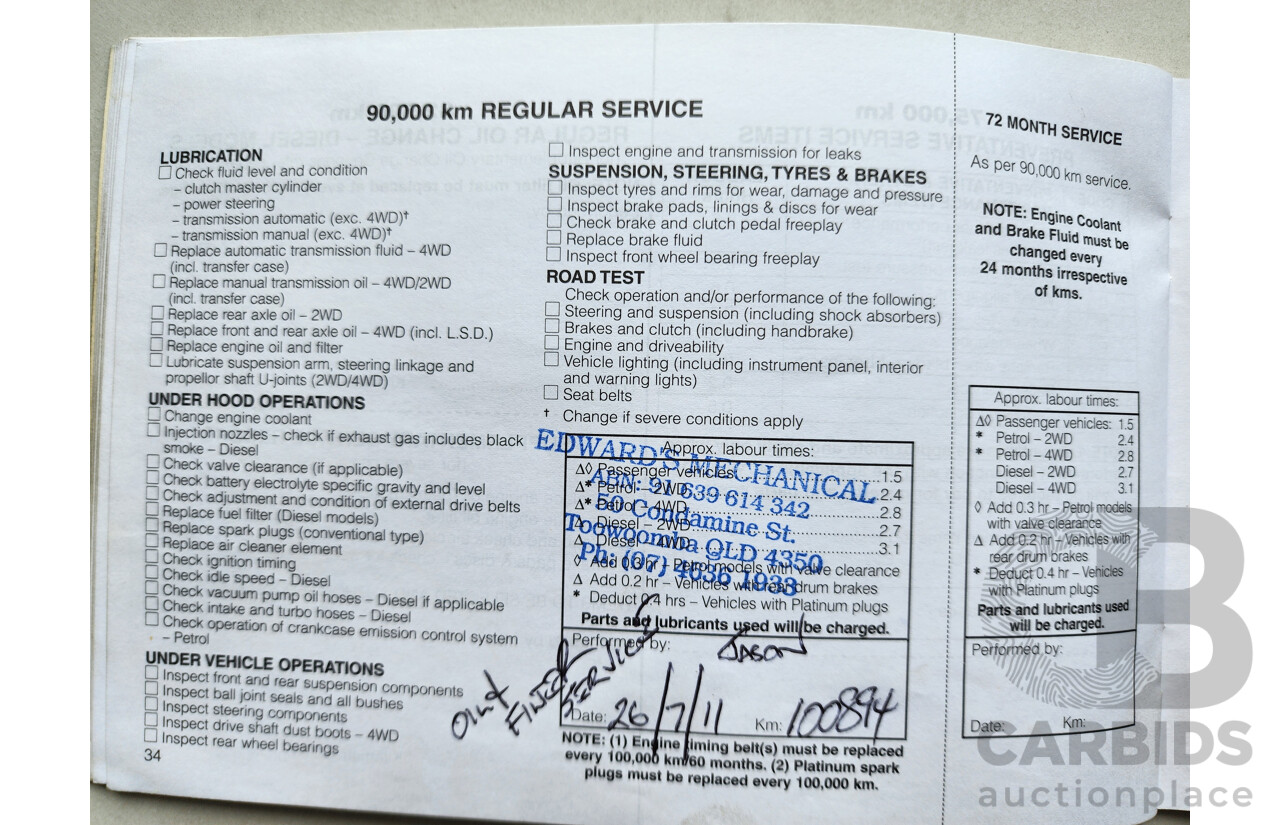 90,000 km REGULAR SERVICE
LUBRICATION
Check fluid level and condition
– clutch master cylinder
– power steering
– transmission automatic (exc. 4WD)†
– transmission manual (exc. 4WD)†
Replace automatic transmission fluid – 4WD
(incl. transfer case)
Replace manual transmission oil – 4WD/2WD
(incl. transfer case)
Replace rear axle oil – 2WD
Replace front and rear axle oil – 4WD (incl. L.S.D.)
Replace engine oil and filter
Lubricate suspension arm, steering linkage and
propellor shaft U-joints (2WD/4WD)
UNDER HOOD OPERATIONS
Change engine coolant
Injection nozzles – check if exhaust gas includes black
smoke – Diesel
Check valve clearance (if applicable)
Check battery electrolyte specific gravity and level
Check adjustment and condition of external drive belts
Replace fuel filter (Diesel models)
Replace spark plugs (conventional type)
Replace air cleaner element
Check ignition timing
Check idle speed – Diesel
Check vacuum pump oil hoses – Diesel if applicable
Check intake and turbo hoses – Diesel
Check operation of crankcase emission control system
– Petrol
UNDER VEHICLE OPERATIONS
Inspect front and rear suspension components
Inspect ball joint seals and all bushes
Inspect steering components
Inspect drive shaft dust boots – 4WD
Inspect rear wheel bearings
34
Inspect engine and transmission for leaks
SUSPENSION, STEERING, TYRES & BRAKES
Inspect tyres and rims for wear, damage and pressure
Inspect brake pads, linings & discs for wear
Check brake and clutch pedal freeplay
Replace brake fluid
Inspect front wheel bearing freeplay
ROAD TEST
Check operation and/or performance of the following:
Steering and suspension (including shock absorbers)
Brakes and clutch (including handbrake)
Engine and driveability
Vehicle lighting (including instrument panel, interior
and warning lights)
Seat belts
† Change if severe conditions apply
Approx. labour times:
Δ◊ Passenger vehicles: 1.5
Δ* Petrol – 2WD 2.4
Δ* Petrol – 4WD 2.8
Δ Diesel – 2WD 2.7
Δ Diesel – 4WD 3.1
◊ Add 0.3 hr – Petrol models with valve clearance
Δ Add 0.2 hr – Vehicles with rear drum brakes
* Deduct 0.4 hrs – Vehicles with Platinum plugs
Parts and lubricants used will be charged.
EDWARD'S MECHANICAL
ABN: 91 639 614 342
50 Condamine St.
Toowoomba QLD 4350
Ph: (07) 4636 1933
Performed by: JASON
SERVICE
Date: 26/7/11 Km: 100894
NOTE: (1) Engine timing belt(s) must be replaced
every 100,000 km/60 months. (2) Platinum spark
plugs must be replaced every 100,000 km.
72 MONTH SERVICE
As per 90,000 km service.
NOTE: Engine Coolant
and Brake Fluid must be
changed every
24 months irrespective
of kms.
Approx. labour times:
Δ◊ Passenger vehicles: 1.5
* Petrol – 2WD 2.4
* Petrol – 4WD 2.8
Diesel – 2WD 2.7
Diesel – 4WD 3.1
◊ Add 0.3 hr – Petrol models
with valve clearance
Δ Add 0.2 hr – Vehicles with
rear drum brakes
* Deduct 0.4 hr – Vehicles
with Platinum plugs
Parts and lubricants used
will be charged.
Performed by:
Date: Km:
CARBIDS
auctionplace